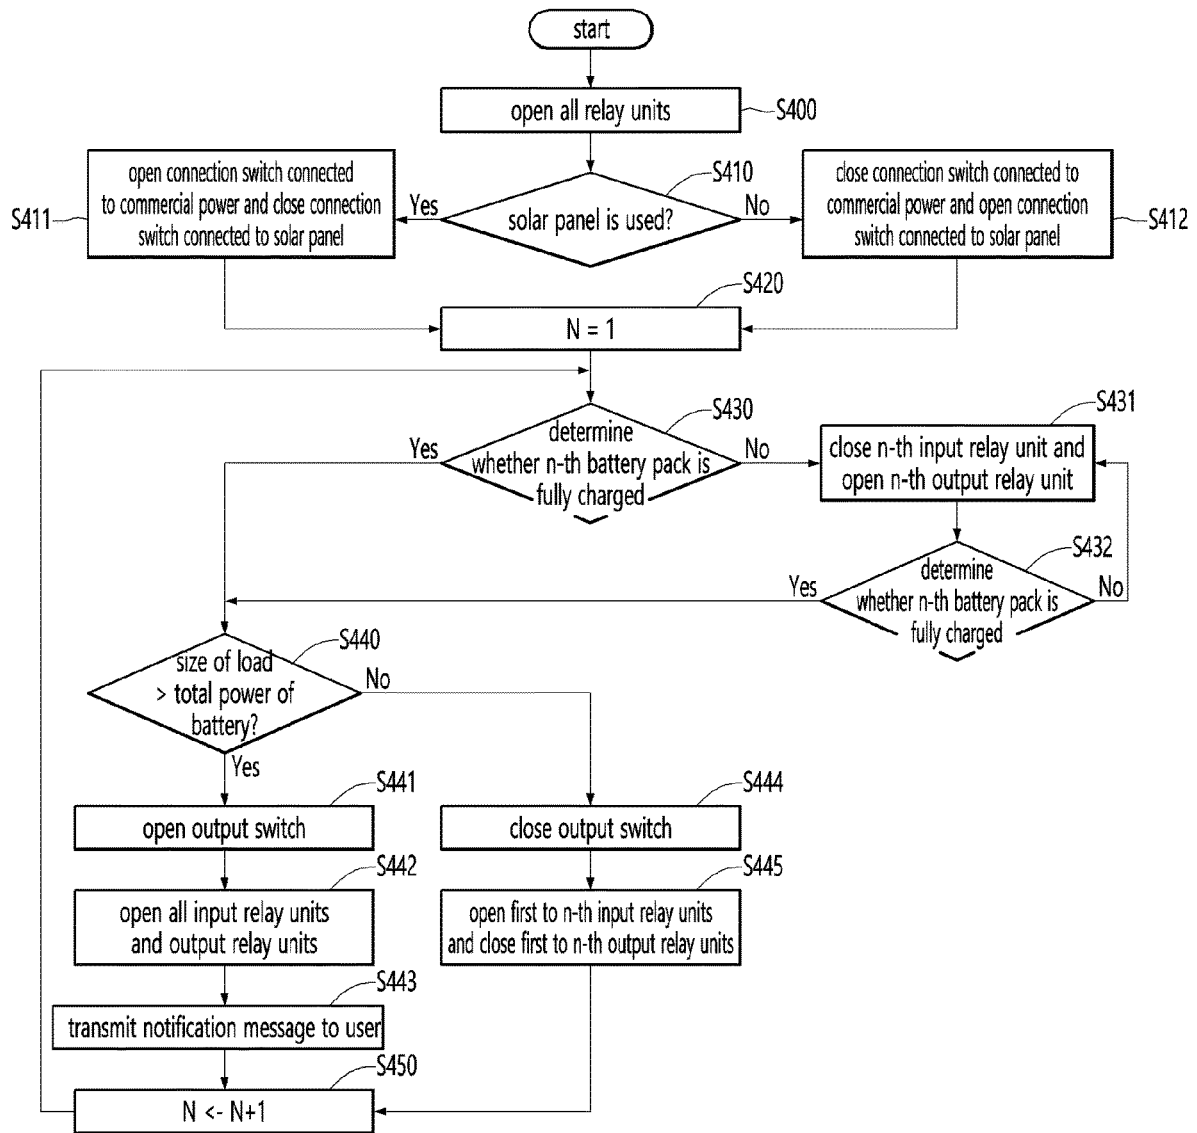 start
open all relay units
S400
open connection switch connected
to commercial power and close connection
switch connected to solar panel
S411
Yes
solar panel is used?
S410
No
close connection switch connected to
commercial power and open connection
switch connected to solar panel
S412
N = 1
S420
Yes
determine
whether n-th battery pack is
fully charged
S430
No
close n-th input relay unit and
open n-th output relay unit
S431
Yes
determine
whether n-th battery pack is
fully charged
S432
No
size of load
> total power of
battery?
S440
No
Yes
open output switch
S441
close output switch
S444
open all input relay units
and output relay units
S442
open first to n-th input relay units
and close first to n-th output relay units
S445
transmit notification message to user
S443
N <- N+1
S450